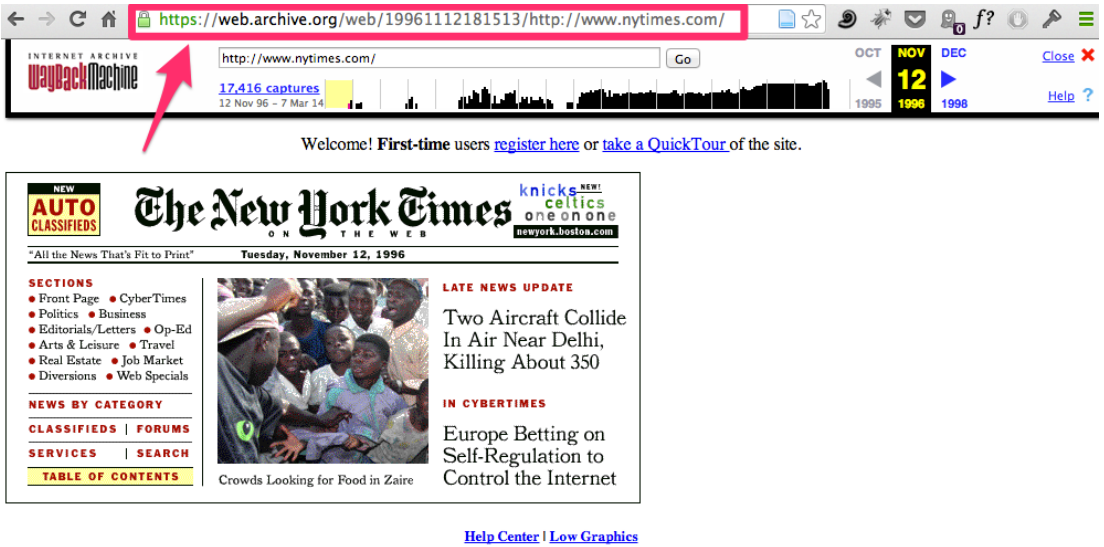 https://web.archive.org/web/19961112181513/http://www.nytimes.com/
0 f?
INTERNET ARCHIVE
WayBackMachine
http://www.nytimes.com/ Go
17,416 captures
12 Nov 96 – 7 Mar 14
OCT NOV DEC
12
1995 1996 1998
Close
Help ?
Welcome! First-time users register here or take a QuickTour of the site.
NEW
AUTO
CLASSIFIEDS
The New York Times
ON THE WEB
knicks NEW!
celtics
one on one
newyork.boston.com
"All the News That's Fit to Print" Tuesday, November 12, 1996
SECTIONS
Front Page CyberTimes
Politics Business
Editorials/Letters Op-Ed
Arts & Leisure Travel
Real Estate Job Market
Diversions Web Specials
NEWS BY CATEGORY
CLASSIFIEDS | FORUMS
SERVICES | SEARCH
TABLE OF CONTENTS
Crowds Looking for Food in Zaire
LATE NEWS UPDATE
Two Aircraft Collide
In Air Near Delhi,
Killing About 350
IN CYBERTIMES
Europe Betting on
Self-Regulation to
Control the Internet
Help Center | Low Graphics